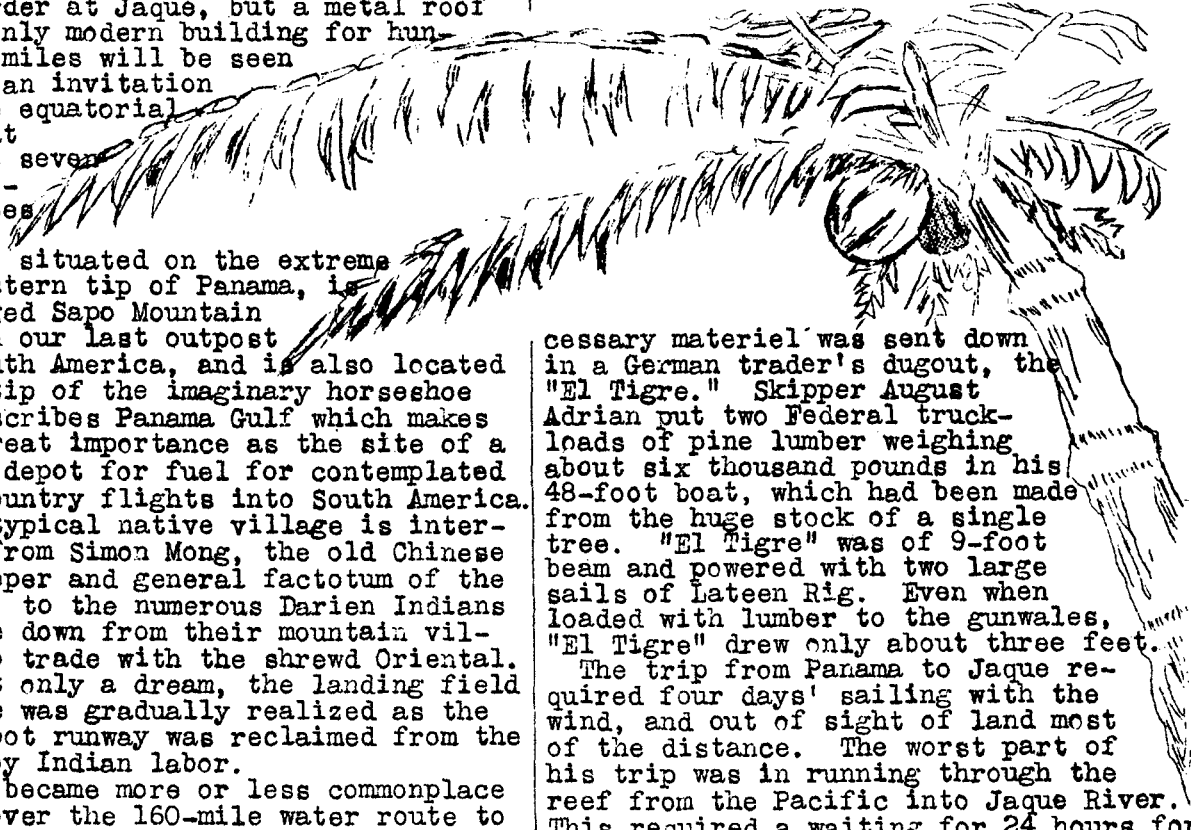 der at Jaque, but a metal roof
nly modern building for hun-
miles will be seen
an invitation
equatorial
t
seven
-
es
situated on the extreme
tern tip of Panama, is
ed Sapo Mountain
our last outpost
th America, and is also located
ip of the imaginary horseshoe
scribes Panama Gulf which makes
reat importance as the site of a
depot for fuel for contemplated
ountry flights into South America.
typical native village is inter-
rom Simon Mong, the old Chinese
per and general factotum of the
to the numerous Darien Indians
e down from their mountain vil-
trade with the shrewd Oriental.
s only a dream, the landing field
e was gradually realized as the
oot runway was reclaimed from the
y Indian labor.
became more or less commonplace
ver the 160-mile water route to
cessary materiel was sent down
in a German trader's dugout, the
"El Tigre." Skipper August
Adrian put two Federal truck-
loads of pine lumber weighing
about six thousand pounds in his
48-foot boat, which had been made
from the huge stock of a single
tree. "El Tigre" was of 9-foot
beam and powered with two large
sails of Lateen Rig. Even when
loaded with lumber to the gunwales,
"El Tigre" drew only about three feet.
The trip from Panama to Jaque re-
quired four days' sailing with the
wind, and out of sight of land most
of the distance. The worst part of
his trip was in running through the
reef from the Pacific into Jaque River.
This required a waiting for 24 hours for